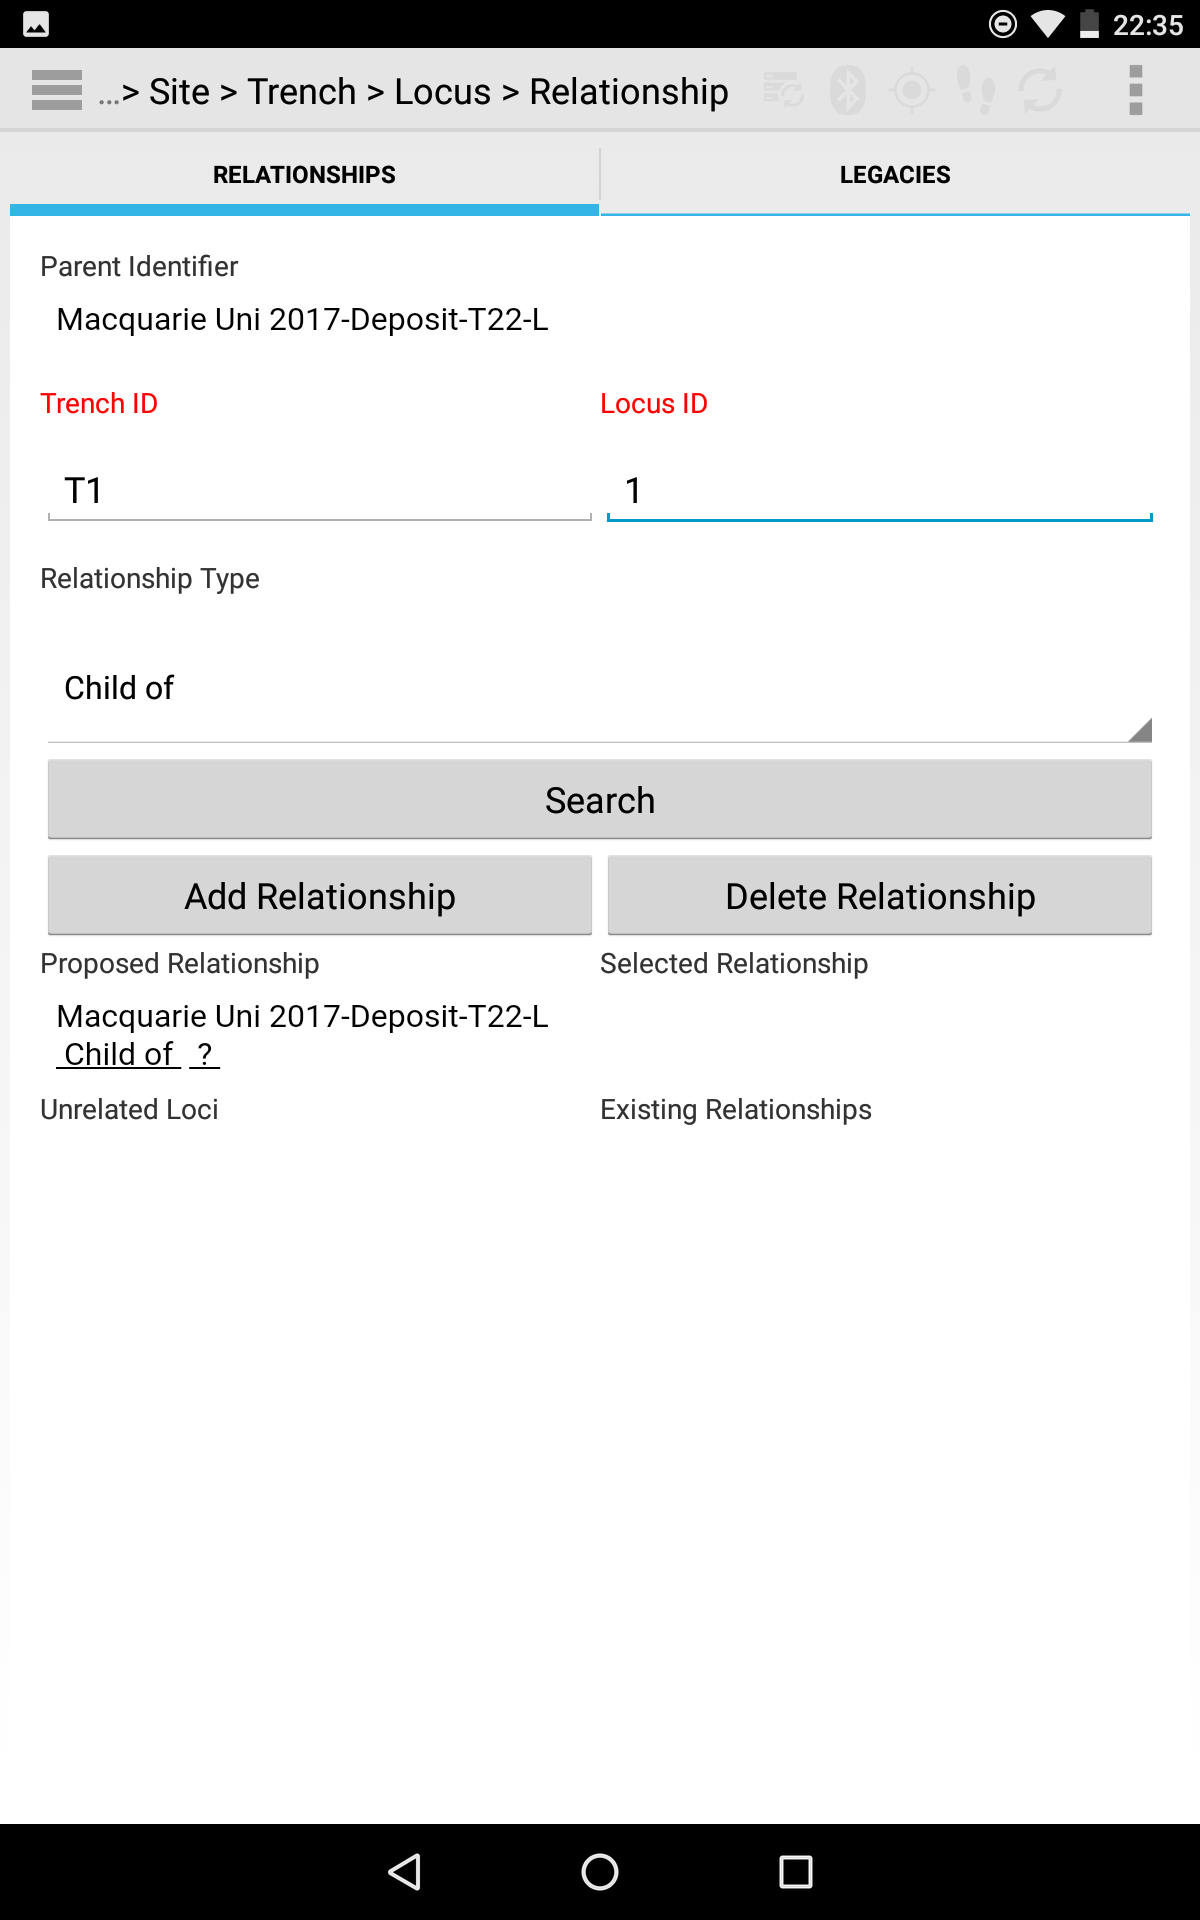 22:35
...> Site > Trench > Locus > Relationship
RELATIONSHIPS
LEGACIES
Parent Identifier
Macquarie Uni 2017-Deposit-T22-L
Trench ID
Locus ID
T1
1
Relationship Type
Child of
Search
Add Relationship
Delete Relationship
Proposed Relationship
Selected Relationship
Macquarie Uni 2017-Deposit-T22-L
Child of ?
Unrelated Loci
Existing Relationships